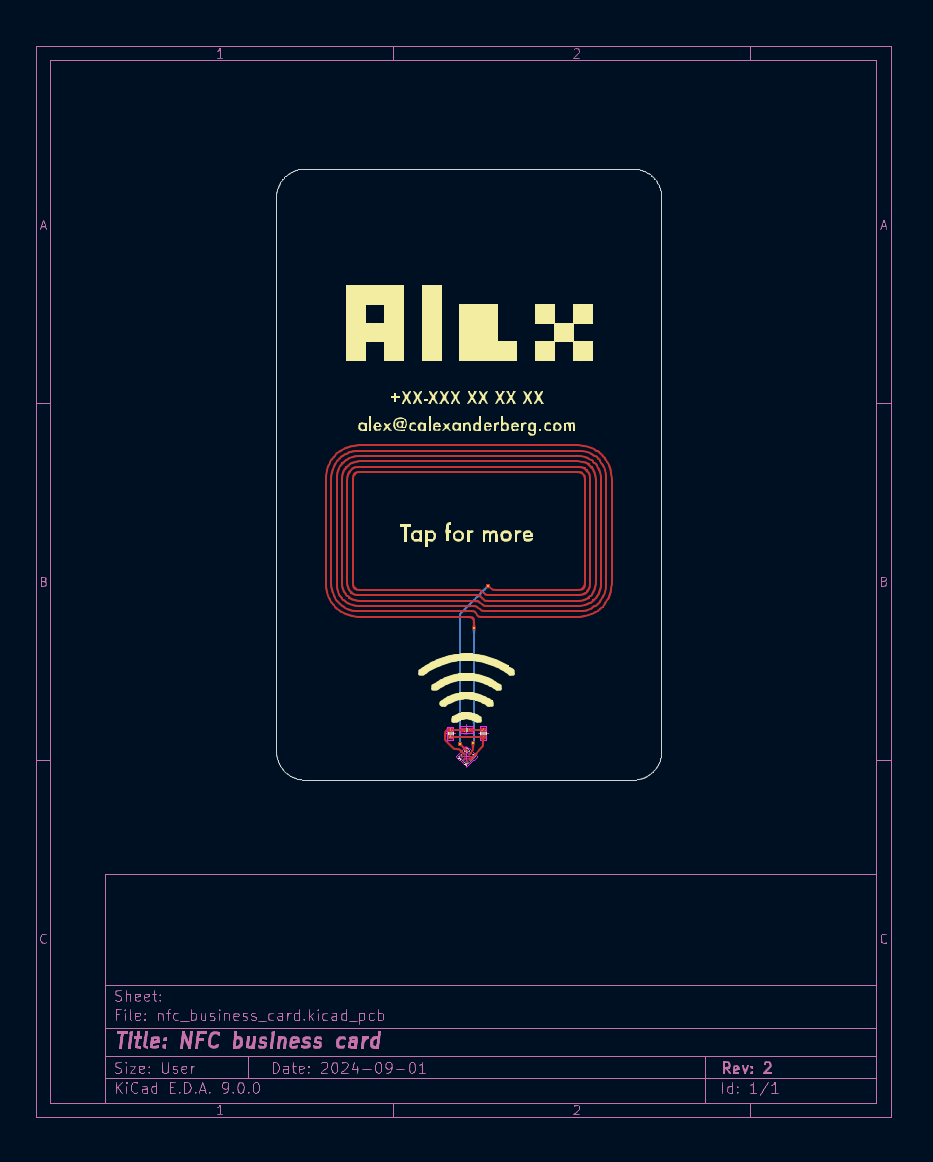 1 2
A A
Alex
+XX-XXX XX XX XX
alex@calexanderberg.com
Tap for more
B B
C C
Sheet:
File: nfc_business_card.kicad_pcb
Title: NFC business card
Size: User Date: 2024-09-01 Rev: 2
KiCad E.D.A. 9.0.0 Id: 1/1
1 2